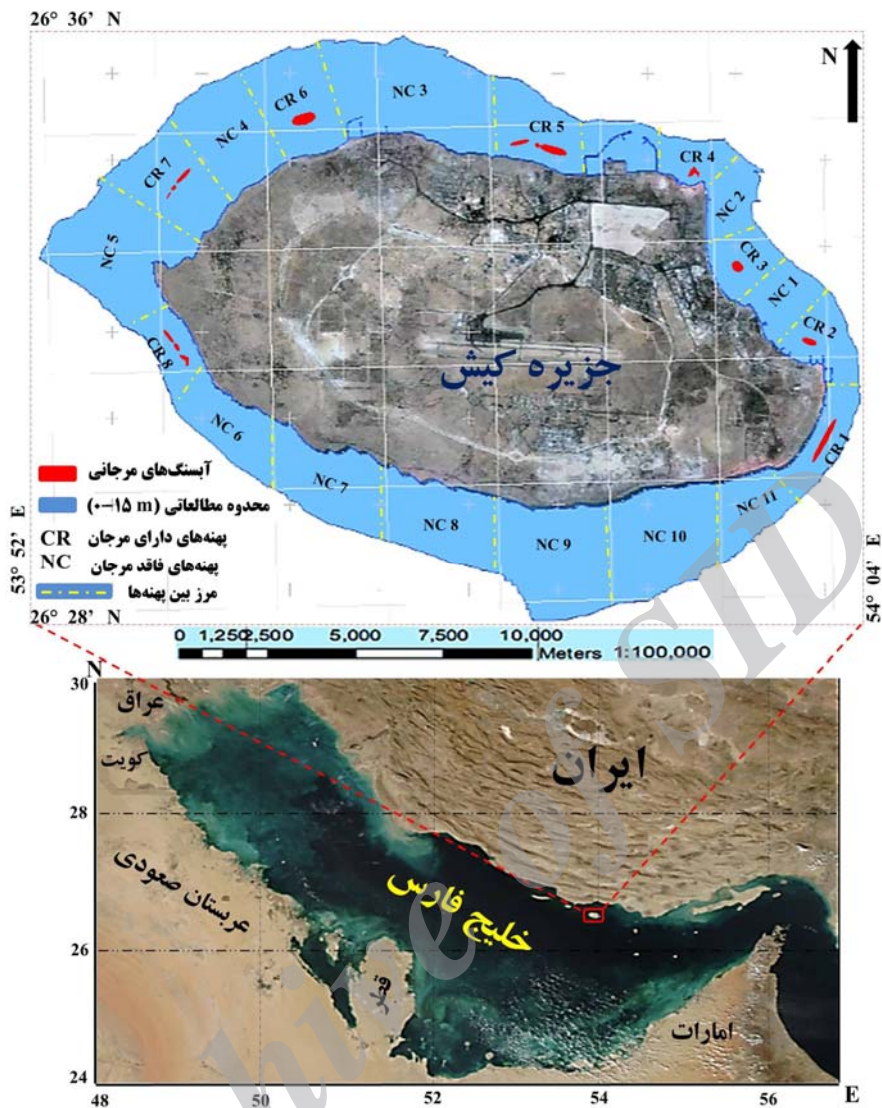 26° 36' N
N
NC 3
CR 6
NC 4
CR 5
CR 4
CR 7
NC 2
NC 5
CR 3
NC 1
CR 2
CR 8
جزیره کیش
CR 1
NC 6
NC 7
NC 11
NC 8
NC 9
NC 10
آبسنگ‌های مرجانی
محدوده مطالعاتی (۰–۱۵ m)
CR پهنه‌های دارای مرجان
NC پهنه‌های فاقد مرجان
مرز بین پهنه‌ها
53° 52' E
54° 04' E
26° 28' N
0 1,250 2,500 5,000 7,500 10,000
Meters 1:100,000
N
30
عراق
کویت
ایران
28
عربستان صعودی
خلیج فارس
26
قطر
امارات
24
48 50 52 54 56 E
hive of SID